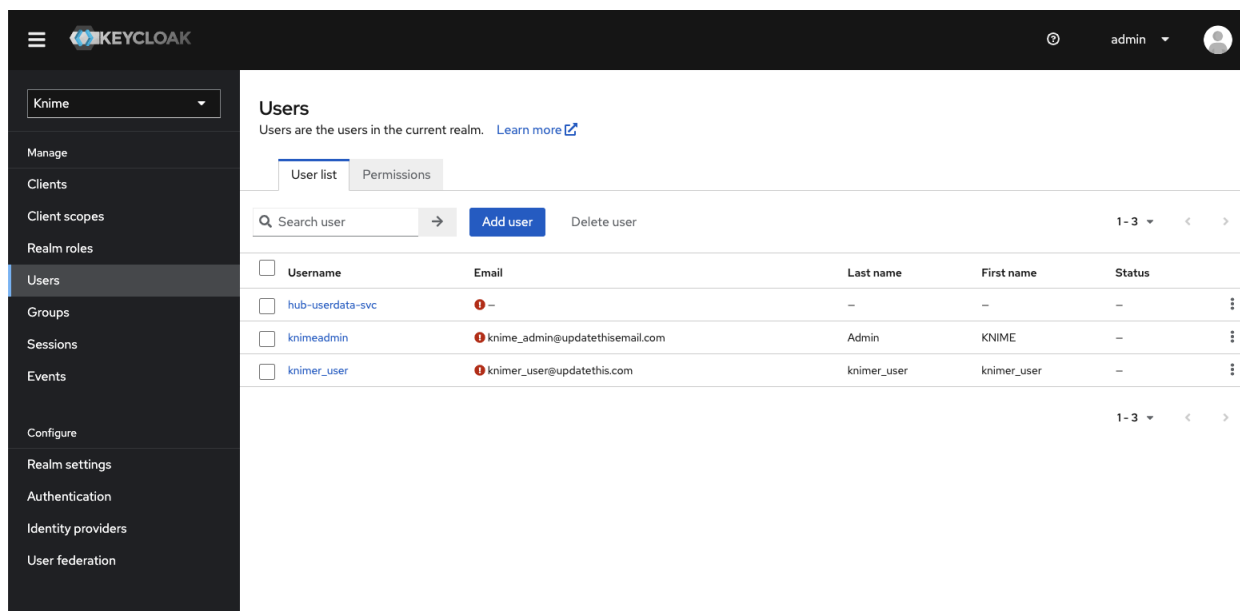 KEYCLOAK
admin
Knime
Manage
Clients
Client scopes
Realm roles
Users
Groups
Sessions
Events
Configure
Realm settings
Authentication
Identity providers
User federation
Users
Users are the users in the current realm. Learn more
User list Permissions
Search user Add user Delete user 1-3
Username Email Last name First name Status
hub-userdata-svc – – – –
knimeadmin knime_admin@updatethisemail.com Admin KNIME –
knimer_user knimer_user@updatethis.com knimer_user knimer_user –
1-3